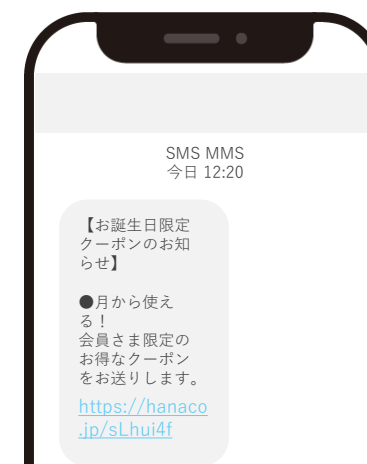 SMS MMS
今日 12:20
【お誕生日限定
クーポンのお知
らせ】
●月から使え
る！
会員さま限定の
お得なクーポン
をお送りします。
https://hanaco
.jp/sLhui4f